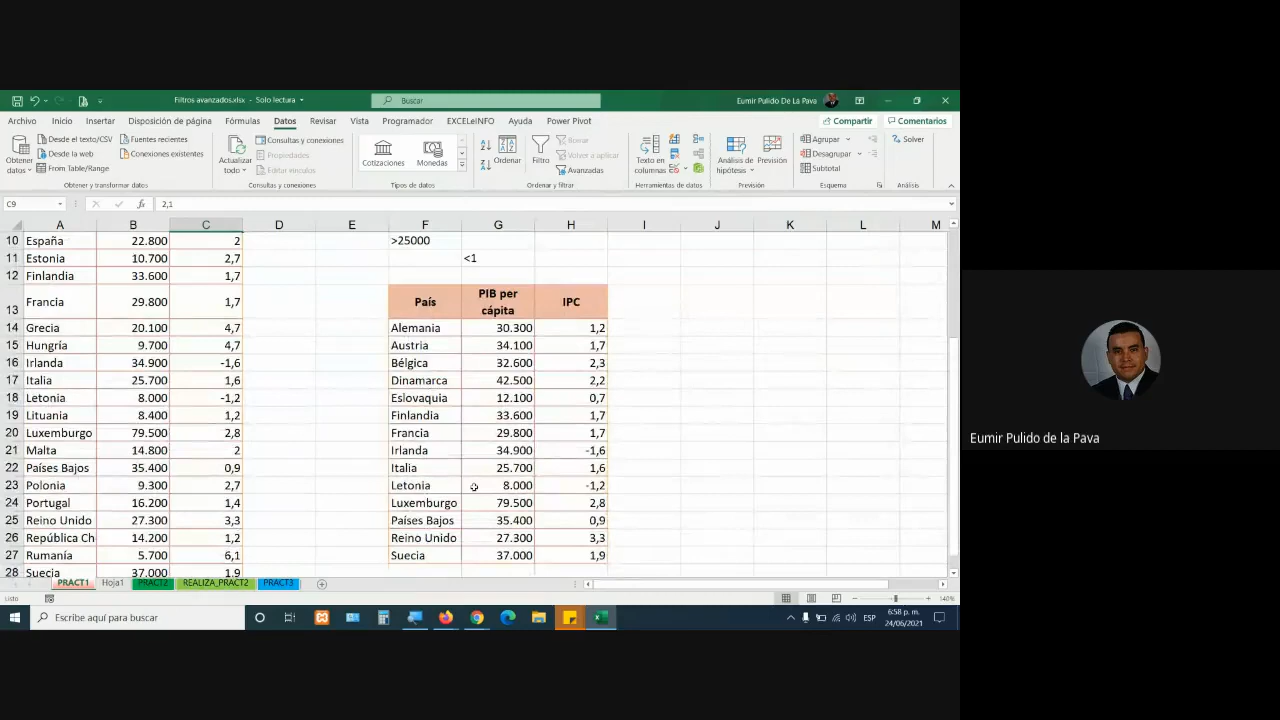 Filtros avanzados.xlsx - Solo lectura
Buscar
Eumir Pulido De La Pava
Archivo Inicio Insertar Disposición de página Fórmulas Datos Revisar Vista Programador EXCELeINFO Ayuda Power Pivot
Compartir Comentarios
Obtener datos
Desde el texto/CSV
Desde la web
From Table/Range
Fuentes recientes
Conexiones existentes
Obtener y transformar datos
Actualizar todo
Consultas y conexiones
Propiedades
Editar vínculos
Consultas y conexiones
Cotizaciones Monedas
Tipos de datos
Ordenar
Filtro
Borrar
Volver a aplicar
Avanzadas
Ordenar y filtrar
Texto en columnas
Herramientas de datos
Análisis de hipótesis
Previsión
Previsión
Agrupar
Desagrupar
Subtotal
Esquema
Solver
Análisis
C9 fx 2,1
A B C D E F G H I J K L M
10 España 22.800 2 >25000
11 Estonia 10.700 2,7 <1
12 Finlandia 33.600 1,7
13 Francia 29.800 1,7 País PIB per cápita IPC
14 Grecia 20.100 4,7 Alemania 30.300 1,2
15 Hungría 9.700 4,7 Austria 34.100 1,7
16 Irlanda 34.900 -1,6 Bélgica 32.600 2,3
17 Italia 25.700 1,6 Dinamarca 42.500 2,2
18 Letonia 8.000 -1,2 Eslovaquia 12.100 0,7
19 Lituania 8.400 1,2 Finlandia 33.600 1,7
20 Luxemburgo 79.500 2,8 Francia 29.800 1,7
21 Malta 14.800 2 Irlanda 34.900 -1,6
22 Países Bajos 35.400 0,9 Italia 25.700 1,6
23 Polonia 9.300 2,7 Letonia 8.000 -1,2
24 Portugal 16.200 1,4 Luxemburgo 79.500 2,8
25 Reino Unido 27.300 3,3 Países Bajos 35.400 0,9
26 República Ch 14.200 1,2 Reino Unido 27.300 3,3
27 Rumanía 5.700 6,1 Suecia 37.000 1,9
28 Suecia 37.000 1,9
PRACT1 Hoja1 PRACT2 REALIZA_PRACT2 PRACT3
Listo
140%
Escribe aquí para buscar
ESP
6:58 p. m.
24/06/2021
Eumir Pulido de la Pava